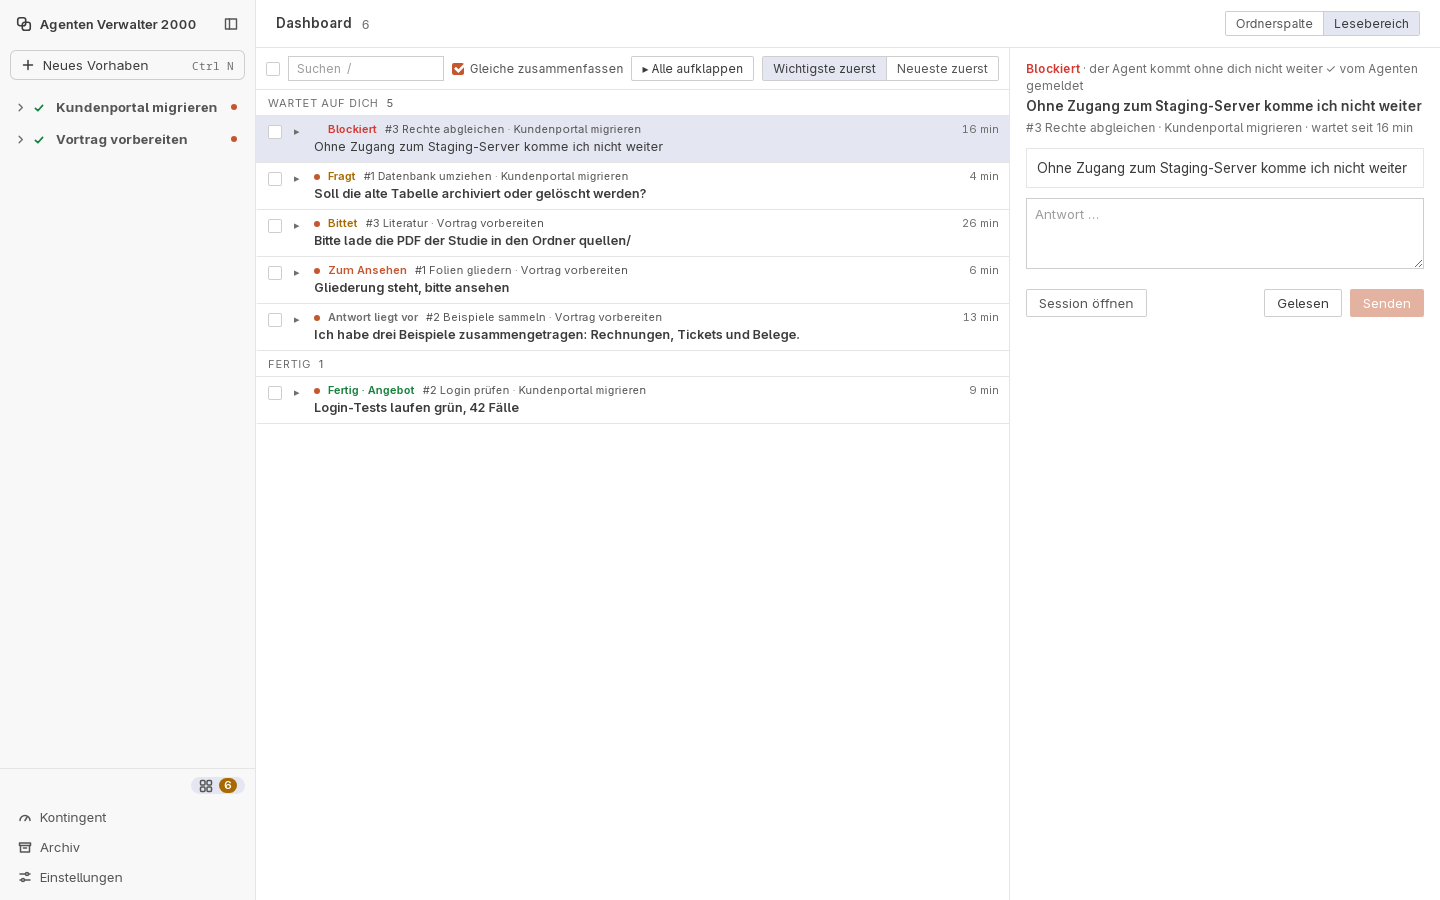 Agenten Verwalter 2000
Neues Vorhaben Ctrl N
Kundenportal migrieren
Vortrag vorbereiten
6
Kontingent
Archiv
Einstellungen
Dashboard 6
Ordnerspalte Lesebereich
Suchen / Gleiche zusammenfassen ▸ Alle aufklappen Wichtigste zuerst Neueste zuerst
WARTET AUF DICH 5
Blockiert #3 Rechte abgleichen · Kundenportal migrieren 16 min
Ohne Zugang zum Staging-Server komme ich nicht weiter
Fragt #1 Datenbank umziehen · Kundenportal migrieren 4 min
Soll die alte Tabelle archiviert oder gelöscht werden?
Bittet #3 Literatur · Vortrag vorbereiten 26 min
Bitte lade die PDF der Studie in den Ordner quellen/
Zum Ansehen #1 Folien gliedern · Vortrag vorbereiten 6 min
Gliederung steht, bitte ansehen
Antwort liegt vor #2 Beispiele sammeln · Vortrag vorbereiten 13 min
Ich habe drei Beispiele zusammengetragen: Rechnungen, Tickets und Belege.
FERTIG 1
Fertig · Angebot #2 Login prüfen · Kundenportal migrieren 9 min
Login-Tests laufen grün, 42 Fälle
Blockiert · der Agent kommt ohne dich nicht weiter ✓ vom Agenten
gemeldet
Ohne Zugang zum Staging-Server komme ich nicht weiter
#3 Rechte abgleichen · Kundenportal migrieren · wartet seit 16 min
Ohne Zugang zum Staging-Server komme ich nicht weiter
Antwort …
Session öffnen Gelesen Senden